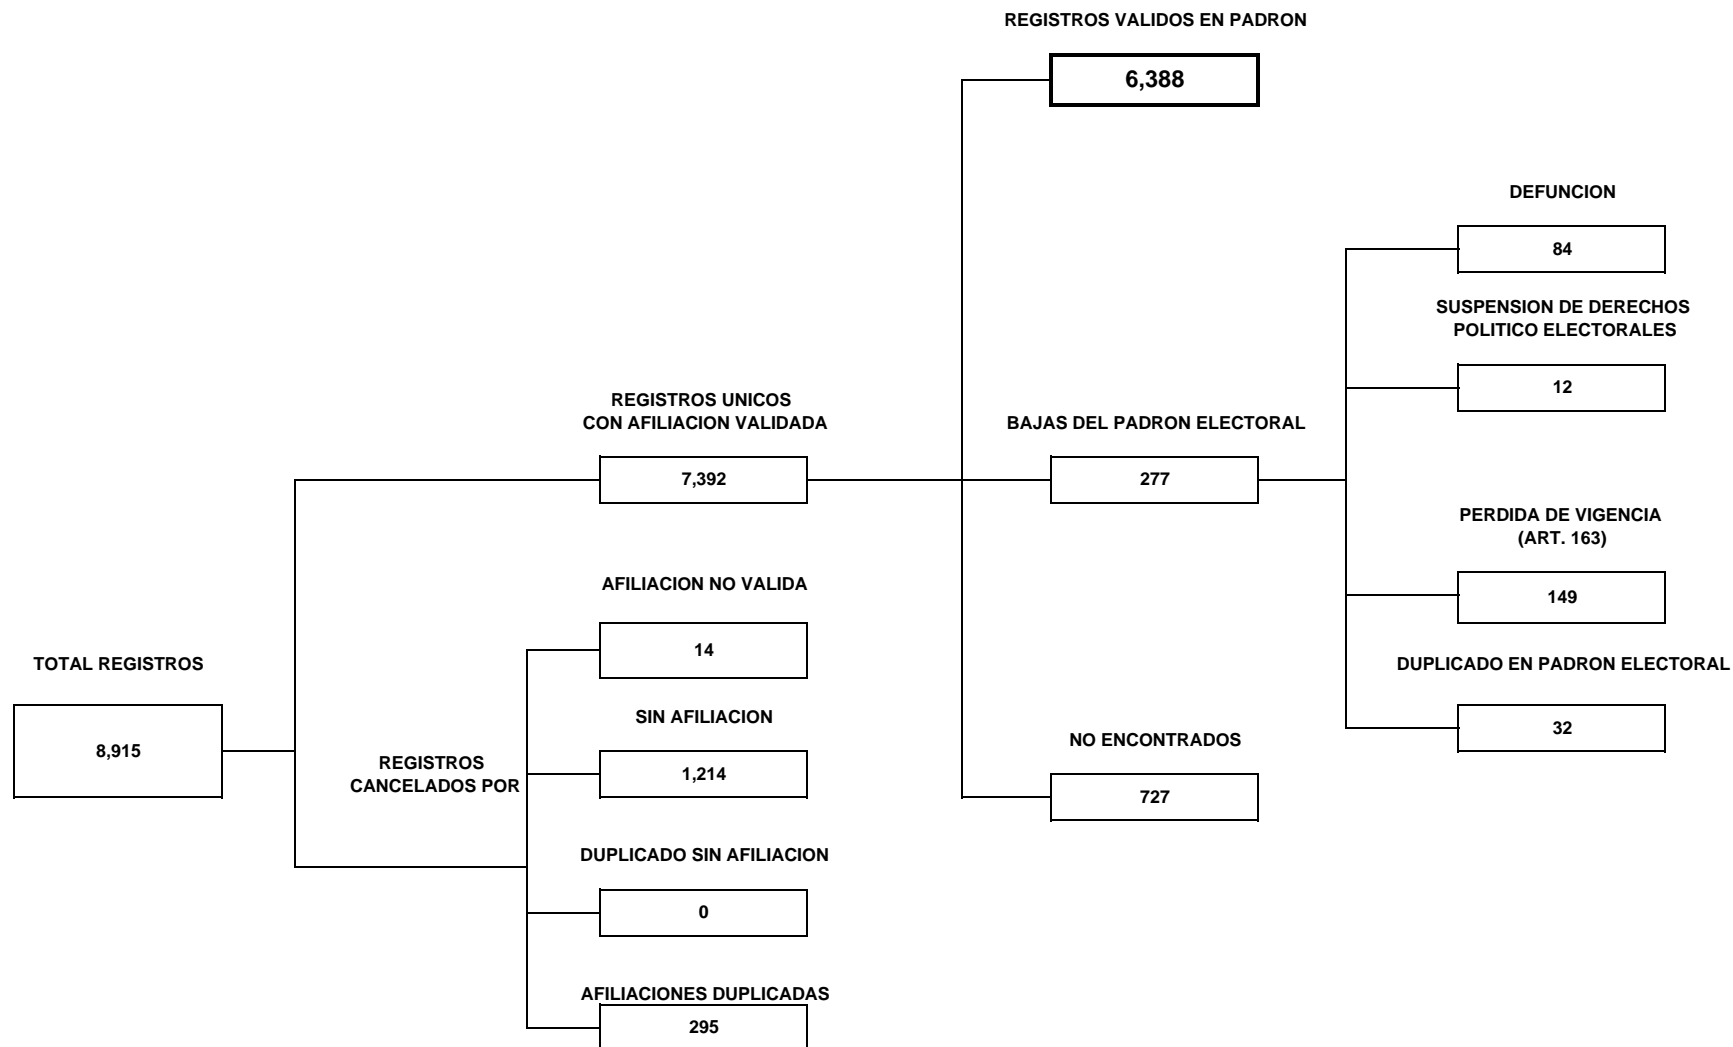 REGISTROS VALIDOS EN PADRON
6,388
DEFUNCION
84
SUSPENSION DE DERECHOS
POLITICO ELECTORALES
12
REGISTROS UNICOS
CON AFILIACION VALIDADA
7,392
BAJAS DEL PADRON ELECTORAL
277
PERDIDA DE VIGENCIA
(ART. 163)
149
AFILIACION NO VALIDA
14
TOTAL REGISTROS
8,915
DUPLICADO EN PADRON ELECTORAL
32
SIN AFILIACION
1,214
REGISTROS
CANCELADOS POR
NO ENCONTRADOS
727
DUPLICADO SIN AFILIACION
0
AFILIACIONES DUPLICADAS
295